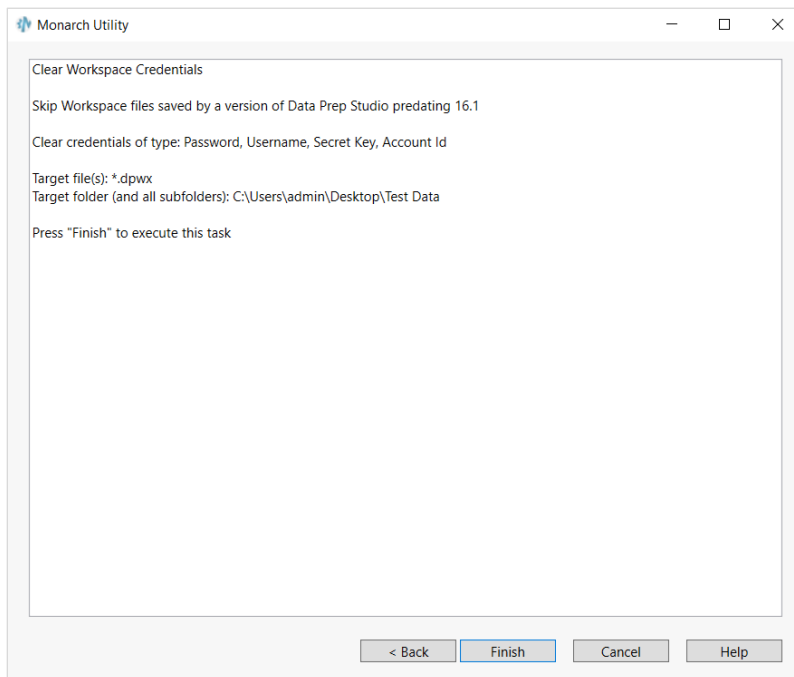 Monarch Utility
Clear Workspace Credentials
Skip Workspace files saved by a version of Data Prep Studio predating 16.1
Clear credentials of type: Password, Username, Secret Key, Account Id
Target file(s): *.dpwx
Target folder (and all subfolders): C:\Users\admin\Desktop\Test Data
Press "Finish" to execute this task
< Back
Finish
Cancel
Help